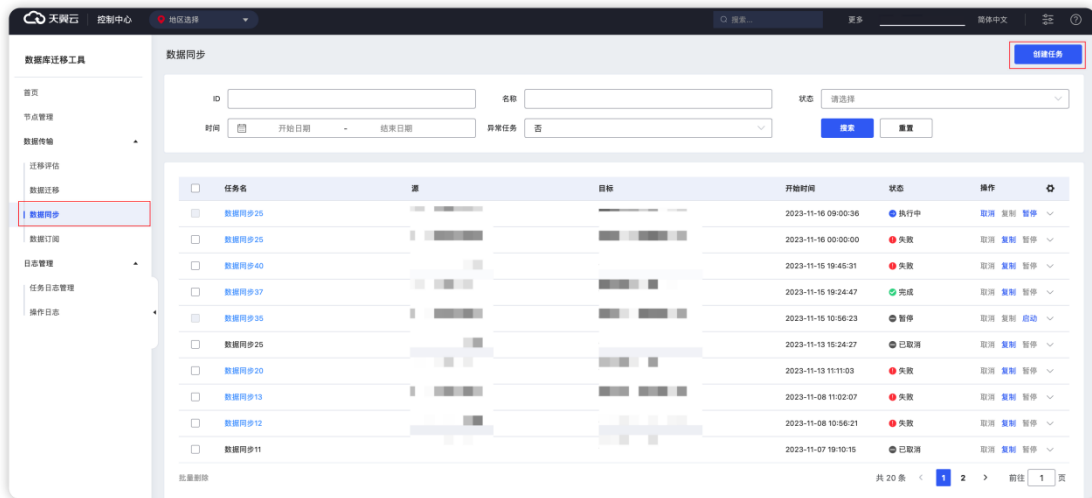 天翼云 控制中心 地区选择 搜索... 更多 简体中文
数据库迁移工具
首页
节点管理
数据传输
迁移评估
数据迁移
数据同步
数据订阅
日志管理
任务日志管理
操作日志
数据同步 创建任务
ID 名称 状态 请选择
时间 开始日期 - 结束日期 异常任务 否 搜索 重置
任务名 源 目标 开始时间 状态 操作
数据同步25 2023-11-16 09:00:36 执行中 取消 复制 暂停
数据同步25 2023-11-16 00:00:00 失败 取消 复制 暂停
数据同步40 2023-11-15 19:45:31 失败 取消 复制 暂停
数据同步37 2023-11-15 19:24:47 完成 取消 复制 暂停
数据同步35 2023-11-15 10:56:23 暂停 取消 复制 启动
数据同步25 2023-11-13 15:24:27 已取消 取消 复制 暂停
数据同步20 2023-11-13 11:11:03 失败 取消 复制 暂停
数据同步13 2023-11-08 11:02:07 失败 取消 复制 暂停
数据同步12 2023-11-08 10:56:21 失败 取消 复制 暂停
数据同步11 2023-11-07 19:10:15 已取消 取消 复制 暂停
批量删除 共 20 条 1 2 前往 1 页